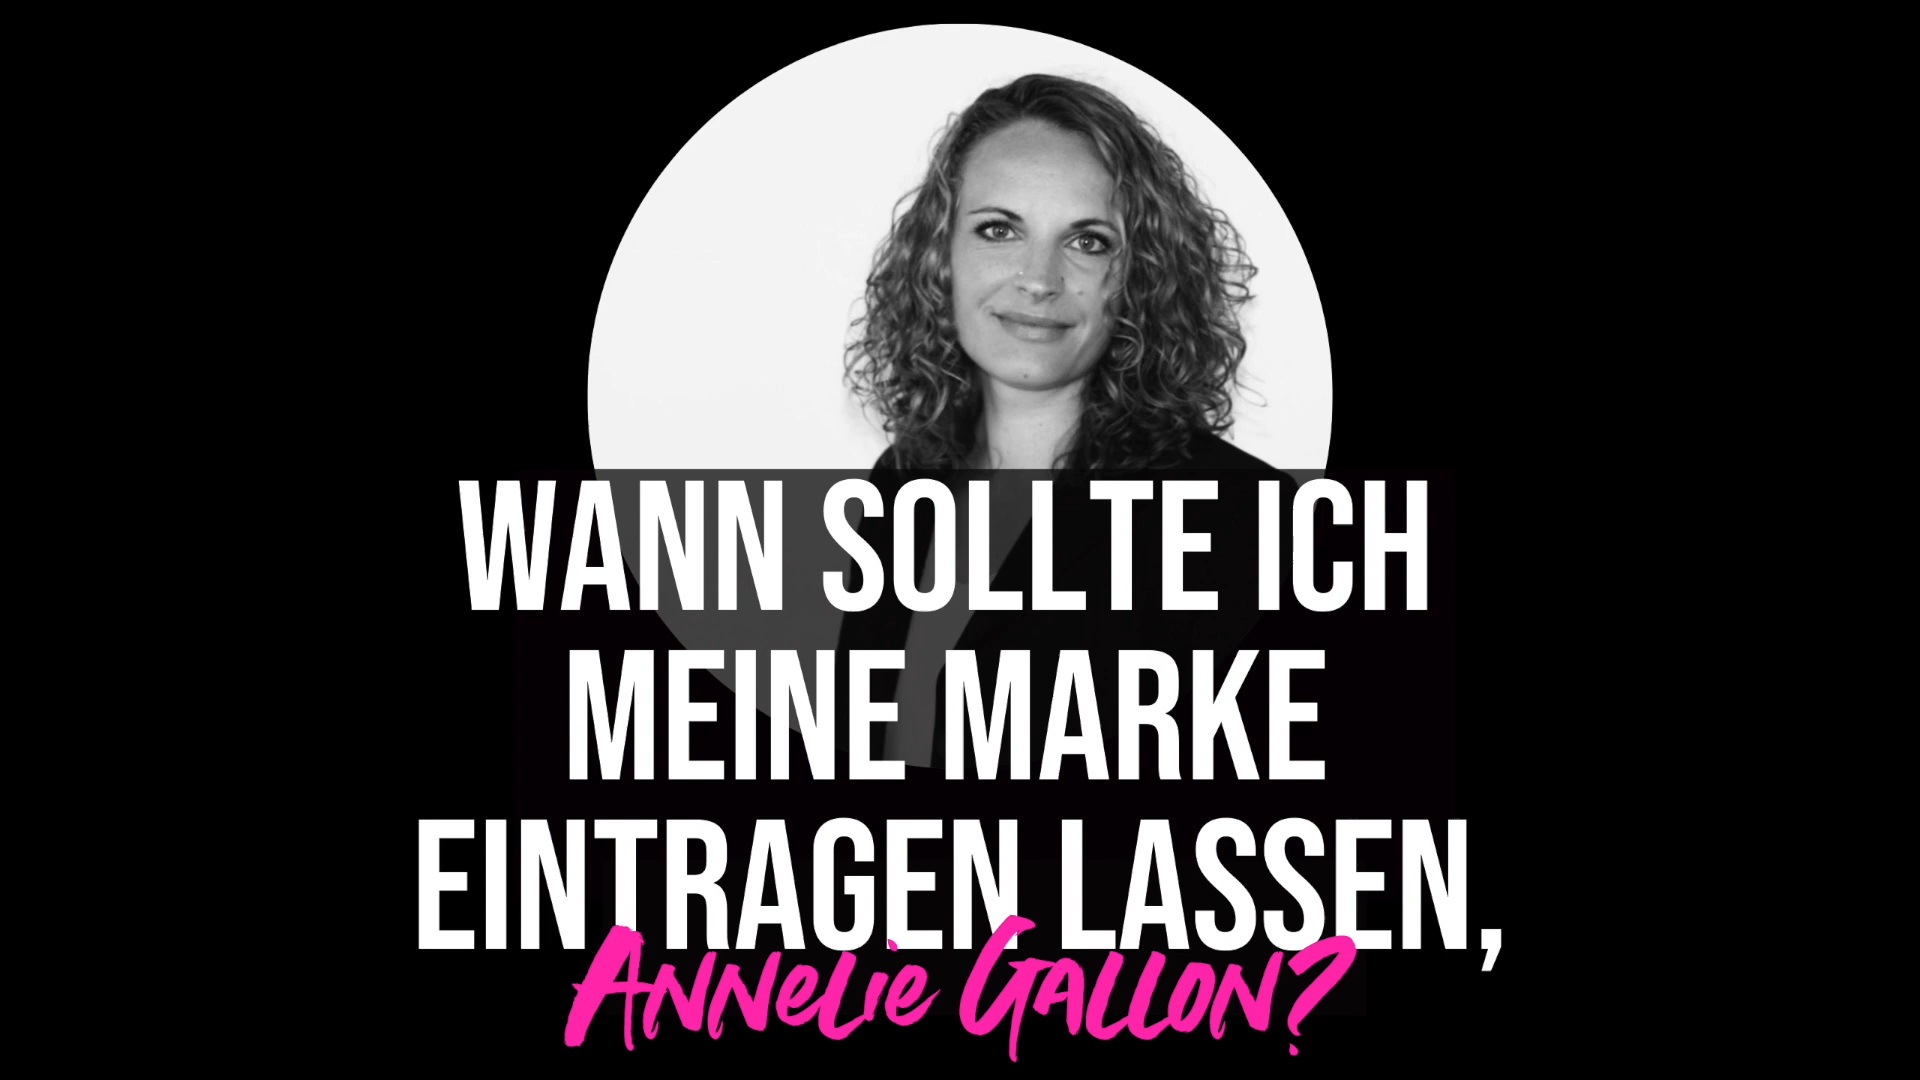 WANN SOLLTE ICH
MEINE MARKE
EINTRAGEN LASSEN,
ANNELIE GALLON?